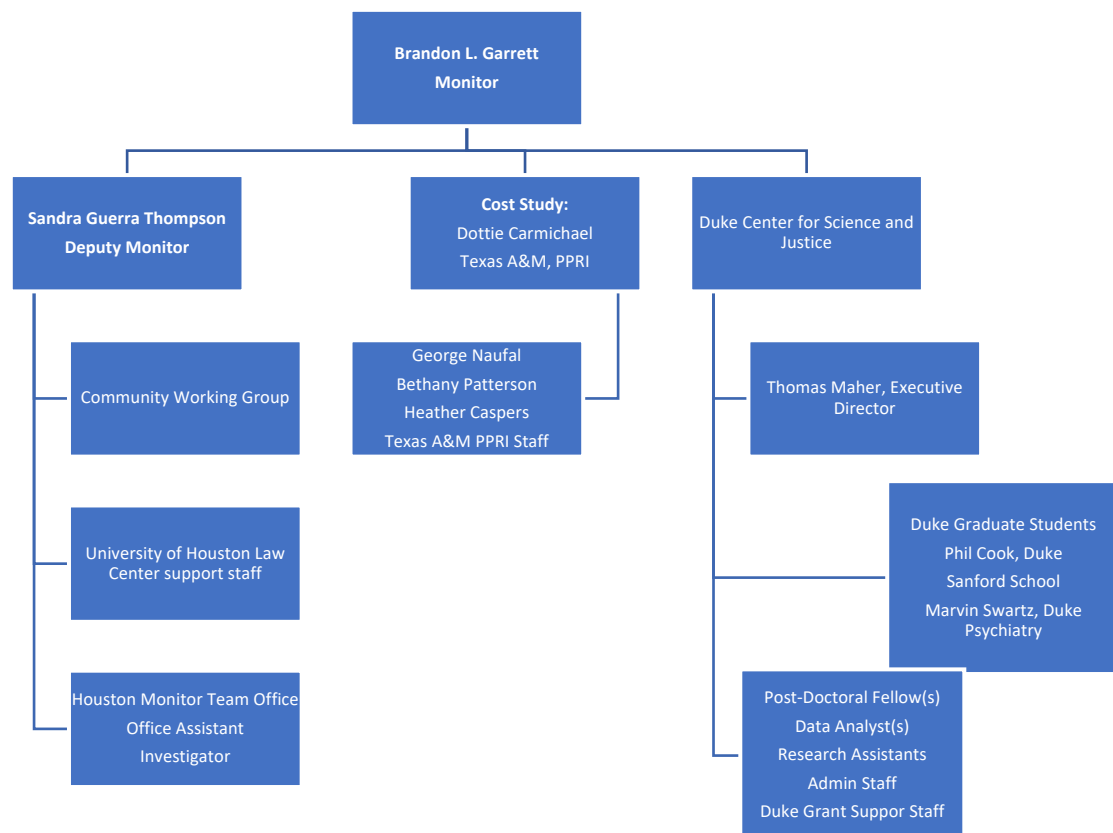 Brandon L. Garrett
Monitor
Sandra Guerra Thompson
Deputy Monitor
Cost Study:
Dottie Carmichael
Texas A&M, PPRI
Duke Center for Science and
Justice
Community Working Group
George Naufal
Bethany Patterson
Heather Caspers
Texas A&M PPRI Staff
Thomas Maher, Executive
Director
University of Houston Law
Center support staff
Duke Graduate Students
Phil Cook, Duke
Sanford School
Marvin Swartz, Duke
Psychiatry
Houston Monitor Team Office
Office Assistant
Investigator
Post-Doctoral Fellow(s)
Data Analyst(s)
Research Assistants
Admin Staff
Duke Grant Suppor Staff